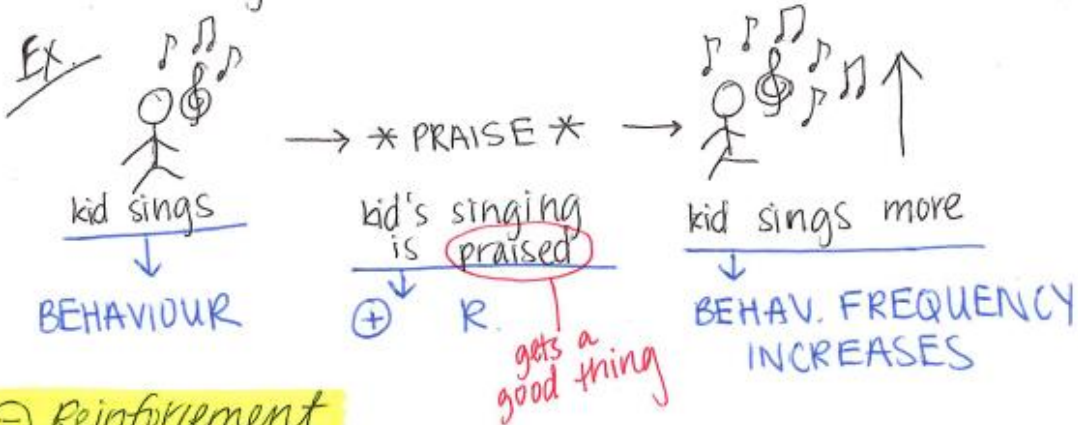 Ex.
→ * PRAISE * →
kid sings
kid's singing
is praised
kid sings more
BEHAVIOUR
⊕ R.
gets a
good thing
BEHAV. FREQUENCY
INCREASES
⊖ Reinforcement